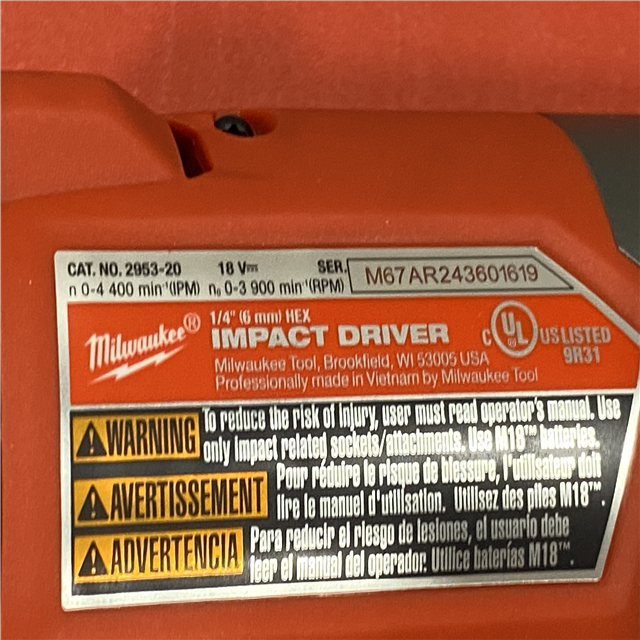 CAT. NO. 2953-20 18 V⎓ SER. M67AR243601619
n 0-4 400 min⁻¹(IPM) n₀ 0-3 900 min⁻¹(RPM)
Milwaukee®
1/4" (6 mm) HEX
IMPACT DRIVER
Milwaukee Tool, Brookfield, WI 53005 USA
Professionally made in Vietnam by Milwaukee Tool
C UL ® US LISTED
9R31
WARNING To reduce the risk of injury, user must read operator's manual. Use
only impact related sockets/attachments. Use M18™ batteries.
AVERTISSEMENT Pour réduire le risque de blessure, l'utilisateur doit
lire le manuel d'utilisation. Utilisez des piles M18™.
ADVERTENCIA Para reducir el riesgo de lesiones, el usuario debe
leer el manual del operador. Utilice baterías M18™.